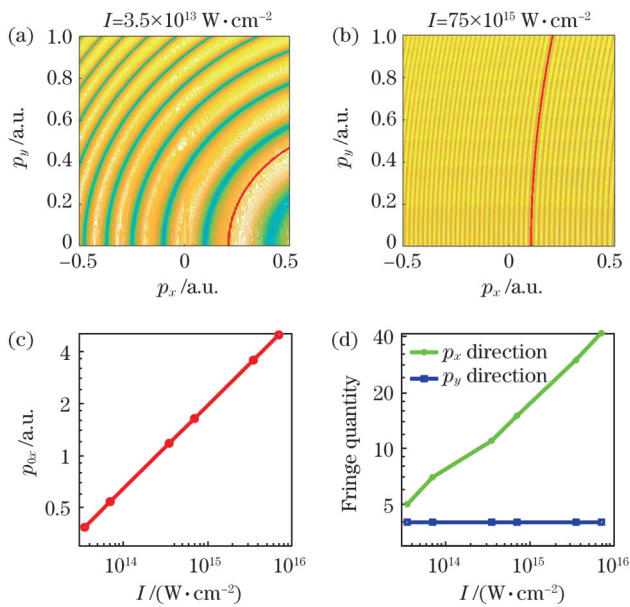 (a) I=3.5×10¹³ W·cm⁻²
1.0
0.8
0.6
0.4
0.2
0
p_y /a.u.
−0.5 0 0.5
p_x /a.u.
(b) I=75×10¹⁵ W·cm⁻²
1.0
0.8
0.6
0.4
0.2
0
p_y /a.u.
−0.5 0 0.5
p_x /a.u.
(c)
4
2
1
0.5
p_0x /a.u.
10¹⁴ 10¹⁵ 10¹⁶
I /(W·cm⁻²)
(d)
40
20
10
5
Fringe quantity
p_x direction
p_y direction
10¹⁴ 10¹⁵ 10¹⁶
I /(W·cm⁻²)